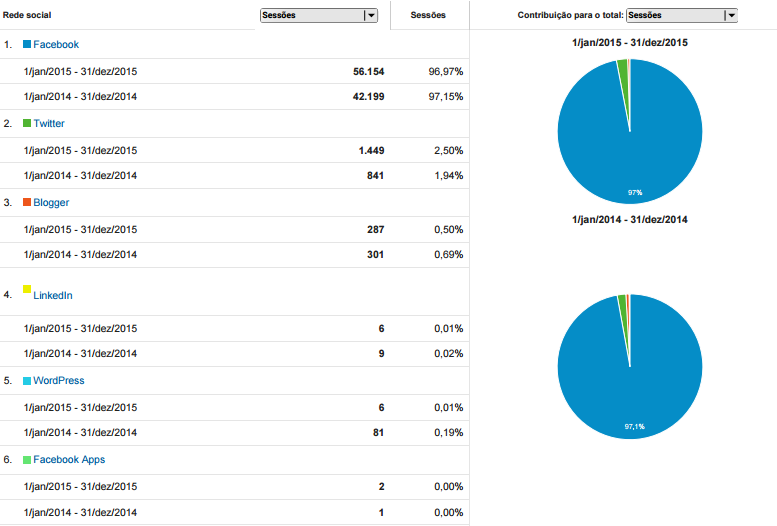 Rede social Sessões Sessões Contribuição para o total: Sessões
1. Facebook
1/jan/2015 - 31/dez/2015 56.154 96,97%
1/jan/2014 - 31/dez/2014 42.199 97,15%
2. Twitter
1/jan/2015 - 31/dez/2015 1.449 2,50%
1/jan/2014 - 31/dez/2014 841 1,94%
3. Blogger
1/jan/2015 - 31/dez/2015 287 0,50%
1/jan/2014 - 31/dez/2014 301 0,69%
4. LinkedIn
1/jan/2015 - 31/dez/2015 6 0,01%
1/jan/2014 - 31/dez/2014 9 0,02%
5. WordPress
1/jan/2015 - 31/dez/2015 6 0,01%
1/jan/2014 - 31/dez/2014 81 0,19%
6. Facebook Apps
1/jan/2015 - 31/dez/2015 2 0,00%
1/jan/2014 - 31/dez/2014 1 0,00%
1/jan/2015 - 31/dez/2015
97%
1/jan/2014 - 31/dez/2014
97,1%